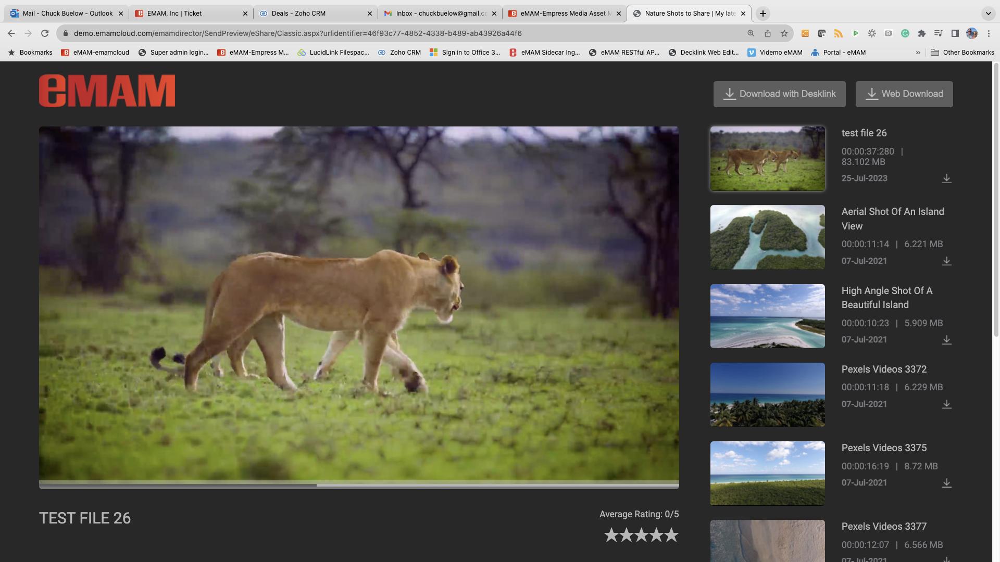 Mail - Chuck Buelow - Outlook
EMAM, Inc | Ticket
Deals - Zoho CRM
Inbox - chuckbuelow@gmail.co
eMAM-Empress Media Asset M
Nature Shots to Share | My late
demo.emamcloud.com/emamdirector/SendPreview/eShare/Classic.aspx?urlidentifier=46f93c77-4852-4338-b489-ab43926a44f6
Bookmarks
eMAM-emamcloud
Super admin login...
eMAM-Empress M...
LucidLink Filespac...
Zoho CRM
Sign in to Office 3...
eMAM Sidecar Ing...
eMAM RESTful AP...
Decklink Web Edit...
Videmo eMAM
Portal - eMAM
»
Other Bookmarks
eMAM
Download with Desklink
Web Download
test file 26
00:00:37:280 |
83.102 MB
25-Jul-2023
Aerial Shot Of An Island
View
00:00:11:14 | 6.221 MB
07-Jul-2021
High Angle Shot Of A
Beautiful Island
00:00:10:23 | 5.909 MB
07-Jul-2021
Pexels Videos 3372
00:00:11:18 | 6.229 MB
07-Jul-2021
Pexels Videos 3375
00:00:16:19 | 8.72 MB
07-Jul-2021
Pexels Videos 3377
00:00:12:07 | 6.566 MB
07-Jul-2021
TEST FILE 26
Average Rating: 0/5